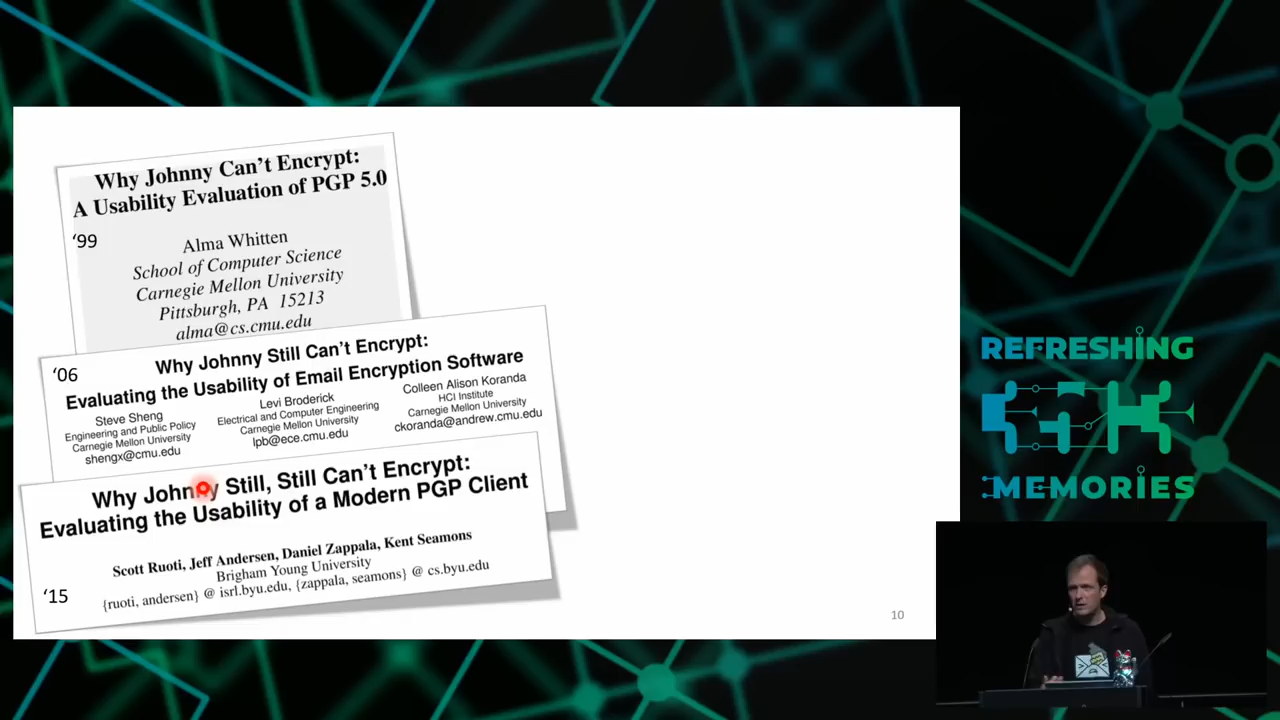 Why Johnny Can't Encrypt:
A Usability Evaluation of PGP 5.0
‘99
Alma Whitten
School of Computer Science
Carnegie Mellon University
Pittsburgh, PA 15213
alma@cs.cmu.edu
‘06
Why Johnny Still Can't Encrypt:
Evaluating the Usability of Email Encryption Software
Steve Sheng
Engineering and Public Policy
Carnegie Mellon University
shengx@cmu.edu
Levi Broderick
Electrical and Computer Engineering
Carnegie Mellon University
lpb@ece.cmu.edu
Colleen Alison Koranda
HCI Institute
Carnegie Mellon University
ckoranda@andrew.cmu.edu
Why Johnny Still, Still Can't Encrypt:
Evaluating the Usability of a Modern PGP Client
Scott Ruoti, Jeff Andersen, Daniel Zappala, Kent Seamons
Brigham Young University
{ruoti, andersen} @ isrl.byu.edu, {zappala, seamons} @ cs.byu.edu
‘15
10
REFRESHING
MEMORIES